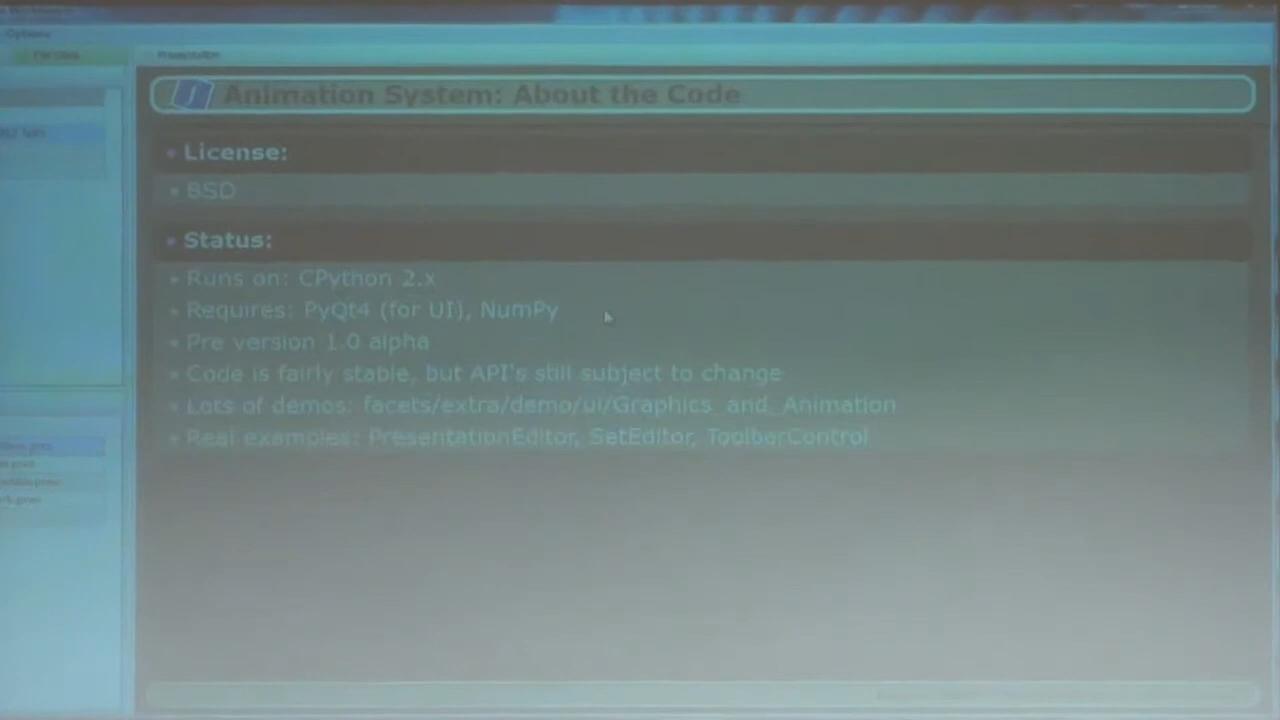 Options
Presentation
Animation System: About the Code
License:
BSD
Status:
Runs on: CPython 2.x
Requires: PyQt4 (for UI), NumPy
Pre version 1.0 alpha
Code is fairly stable, but API's still subject to change
Lots of demos: facets/extra/demo/ui/Graphics_and_Animation
Real examples: PresentationEditor, SetEditor, ToolbarControl